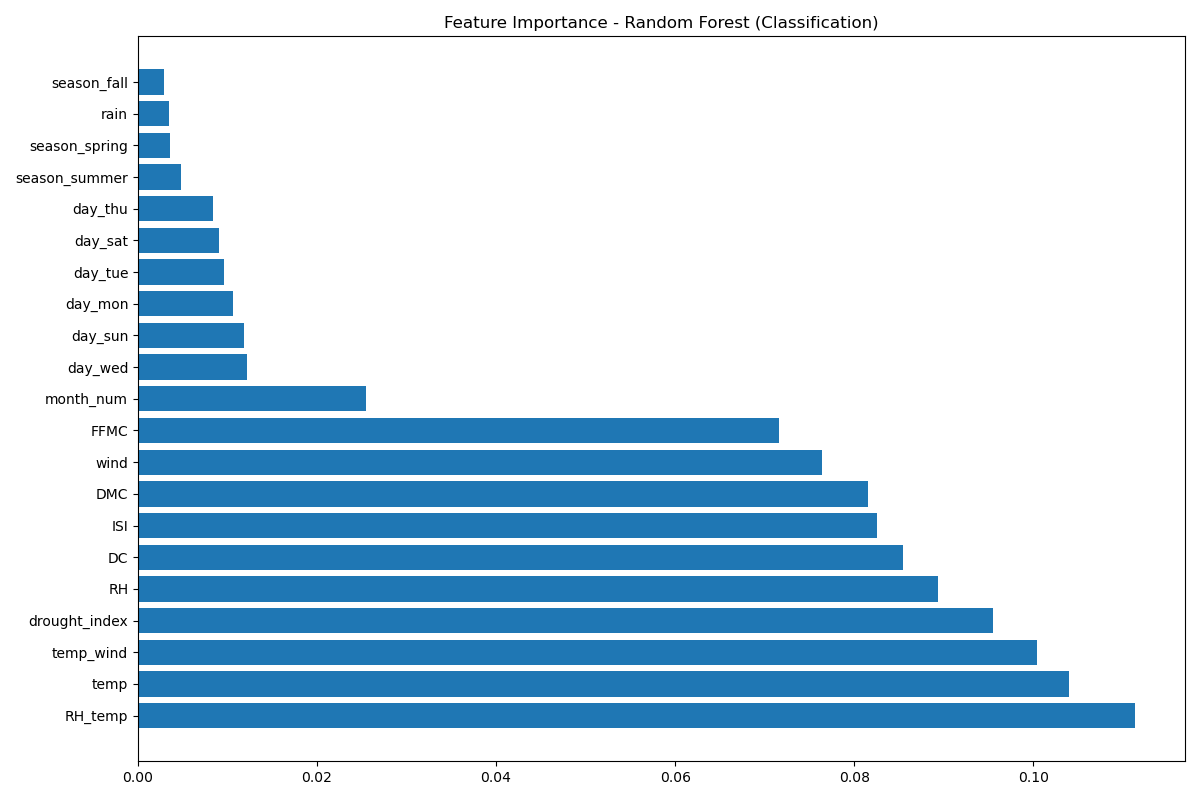 Feature Importance - Random Forest (Classification)
season_fall
rain
season_spring
season_summer
day_thu
day_sat
day_tue
day_mon
day_sun
day_wed
month_num
FFMC
wind
DMC
ISI
DC
RH
drought_index
temp_wind
temp
RH_temp
0.00 0.02 0.04 0.06 0.08 0.10